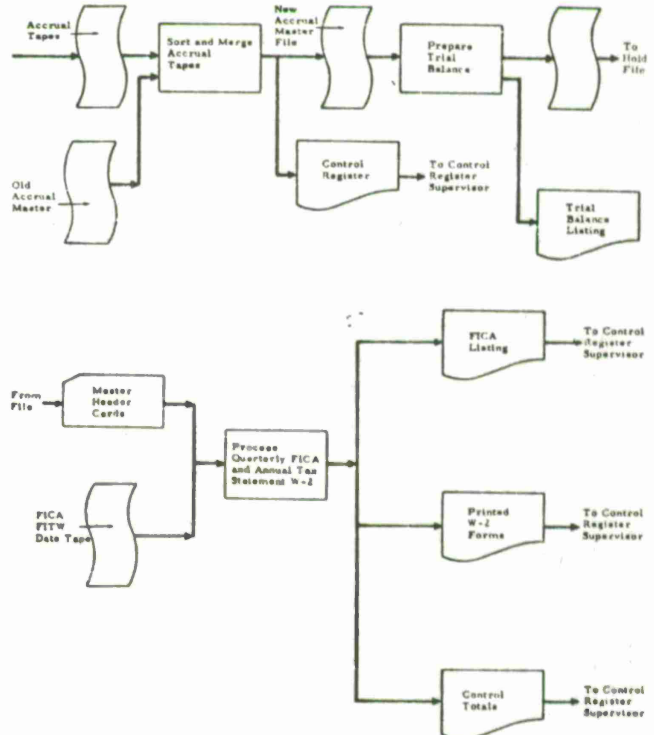 Accrual
Tapes
Sort and Merge
Accrual
Tapes
New
Accrual
Master
File
Prepare
Trial
Balance
To
Hold
File
Old
Accrual
Master
Control
Register
To Control
Register
Supervisor
Trial
Balance
Listing
FICA
Listing
To Control
Register
Supervisor
From
File
Master
Header
Cards
Process
Quarterly FICA
and Annual Tax
Statement W-2
FICA
FITW
Date Tape
Printed
W-2
Forms
To Control
Register
Supervisor
Control
Totals
To Control
Register
Supervisor